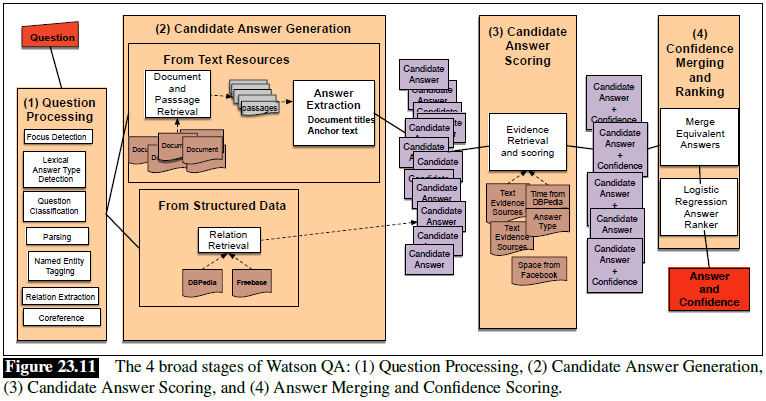 Question
(1) Question
Processing
Focus Detection
Lexical
Answer Type
Detection
Question
Classification
Parsing
Named Entity
Tagging
Relation Extraction
Coreference
(2) Candidate Answer Generation
From Text Resources
Document
and
Passsage
Retrieval
passages
Answer
Extraction
Document titles
Anchor text
Document
Document
Document
From Structured Data
Relation
Retrieval
DBPedia
Freebase
Candidate
Answer
Candidate
Answer
Candidate
Candidate
Answer
Candidate
Answer
Candidate
Answer
Candidate
Candidate
Answer
Candidate
Answer
Candidate
Answer
Candidate
Candidate
Answer
(3) Candidate
Answer
Scoring
Evidence
Retrieval
and scoring
Text
Evidence
Sources
Time from
DBPedia
Text
Evidence
Sources
Answer
Type
Space from
Facebook
Candidate
Answer
+
Confidence
Candidate
Answer
+
Confidence
Candidate
Answer
+
Candidate
Answer
Candidate
Answer
+
Confidence
(4)
Confidence
Merging
and
Ranking
Merge
Equivalent
Answers
Logistic
Regression
Answer
Ranker
Answer
and
Confidence
Figure 23.11 The 4 broad stages of Watson QA: (1) Question Processing, (2) Candidate Answer Generation,
(3) Candidate Answer Scoring, and (4) Answer Merging and Confidence Scoring.